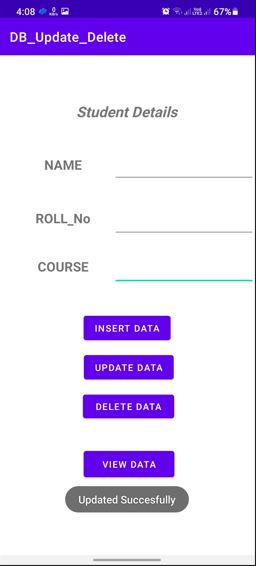 4:08 67%
DB_Update_Delete
Student Details
NAME
ROLL_No
COURSE
INSERT DATA
UPDATE DATA
DELETE DATA
VIEW DATA
Updated Succesfully